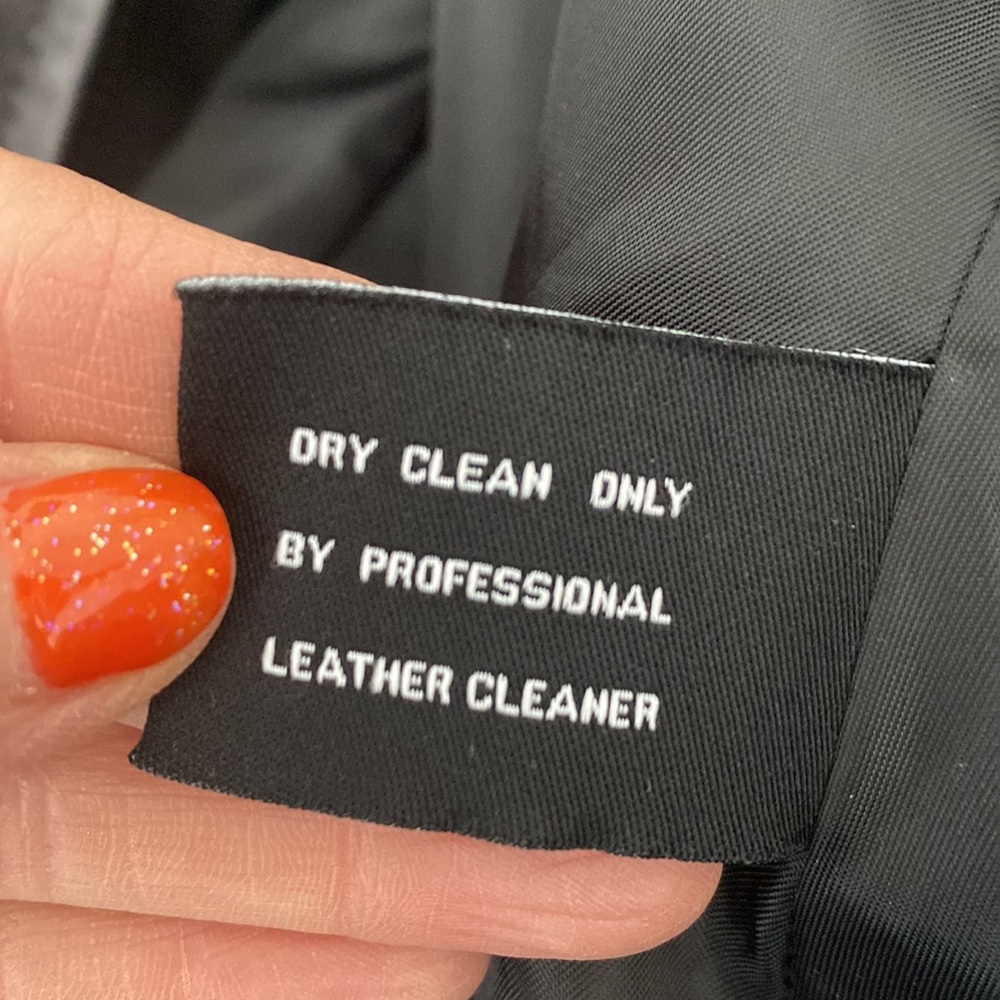 DRY CLEAN ONLY
BY PROFESSIONAL
LEATHER CLEANER